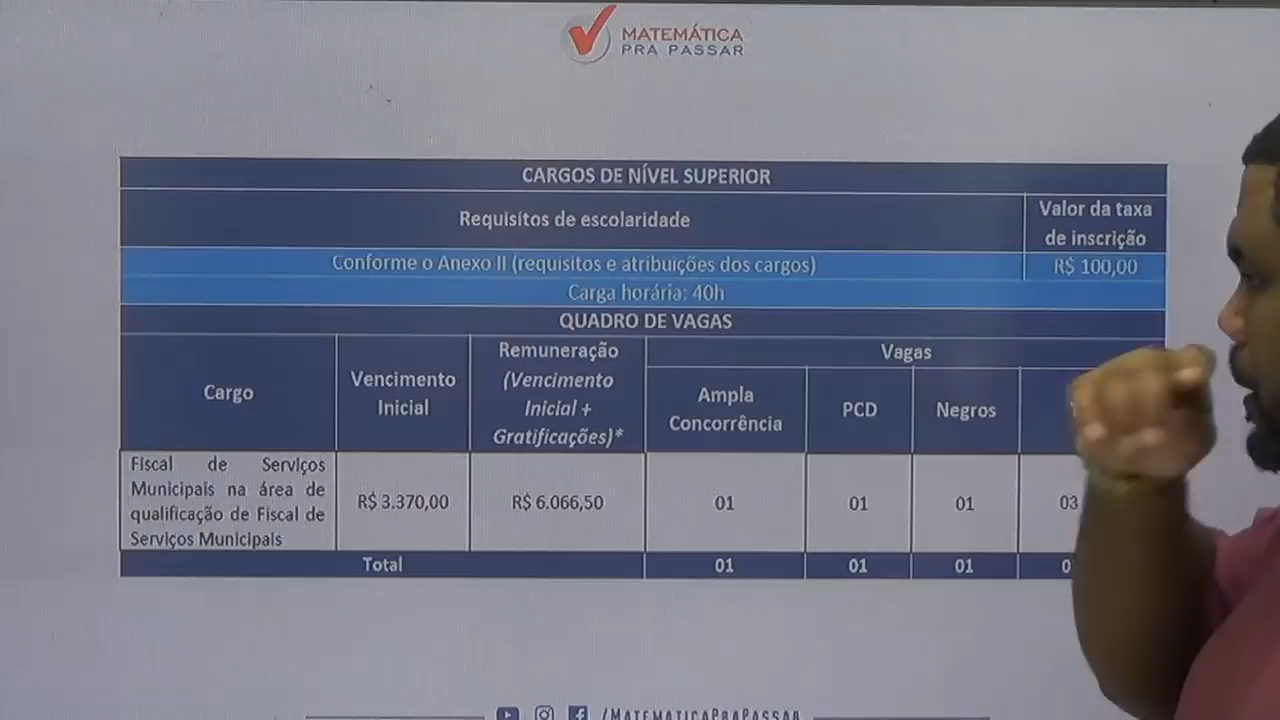 MATEMÁTICA
PRA PASSAR
CARGOS DE NÍVEL SUPERIOR
Requisitos de escolaridade
Valor da taxa
de inscrição
Conforme o Anexo II (requisitos e atribuições dos cargos)
R$ 100,00
Carga horária: 40h
QUADRO DE VAGAS
Cargo
Vencimento
Inicial
Remuneração
(Vencimento
Inicial +
Gratificações)*
Vagas
Ampla
Concorrência
PCD
Negros
Fiscal de Serviços
Municipais na área de
qualificação de Fiscal de
Serviços Municipais
R$ 3.370,00
R$ 6.066,50
01
01
01
03
Total
01
01
01
/MATEMATICAPRAPASSAR